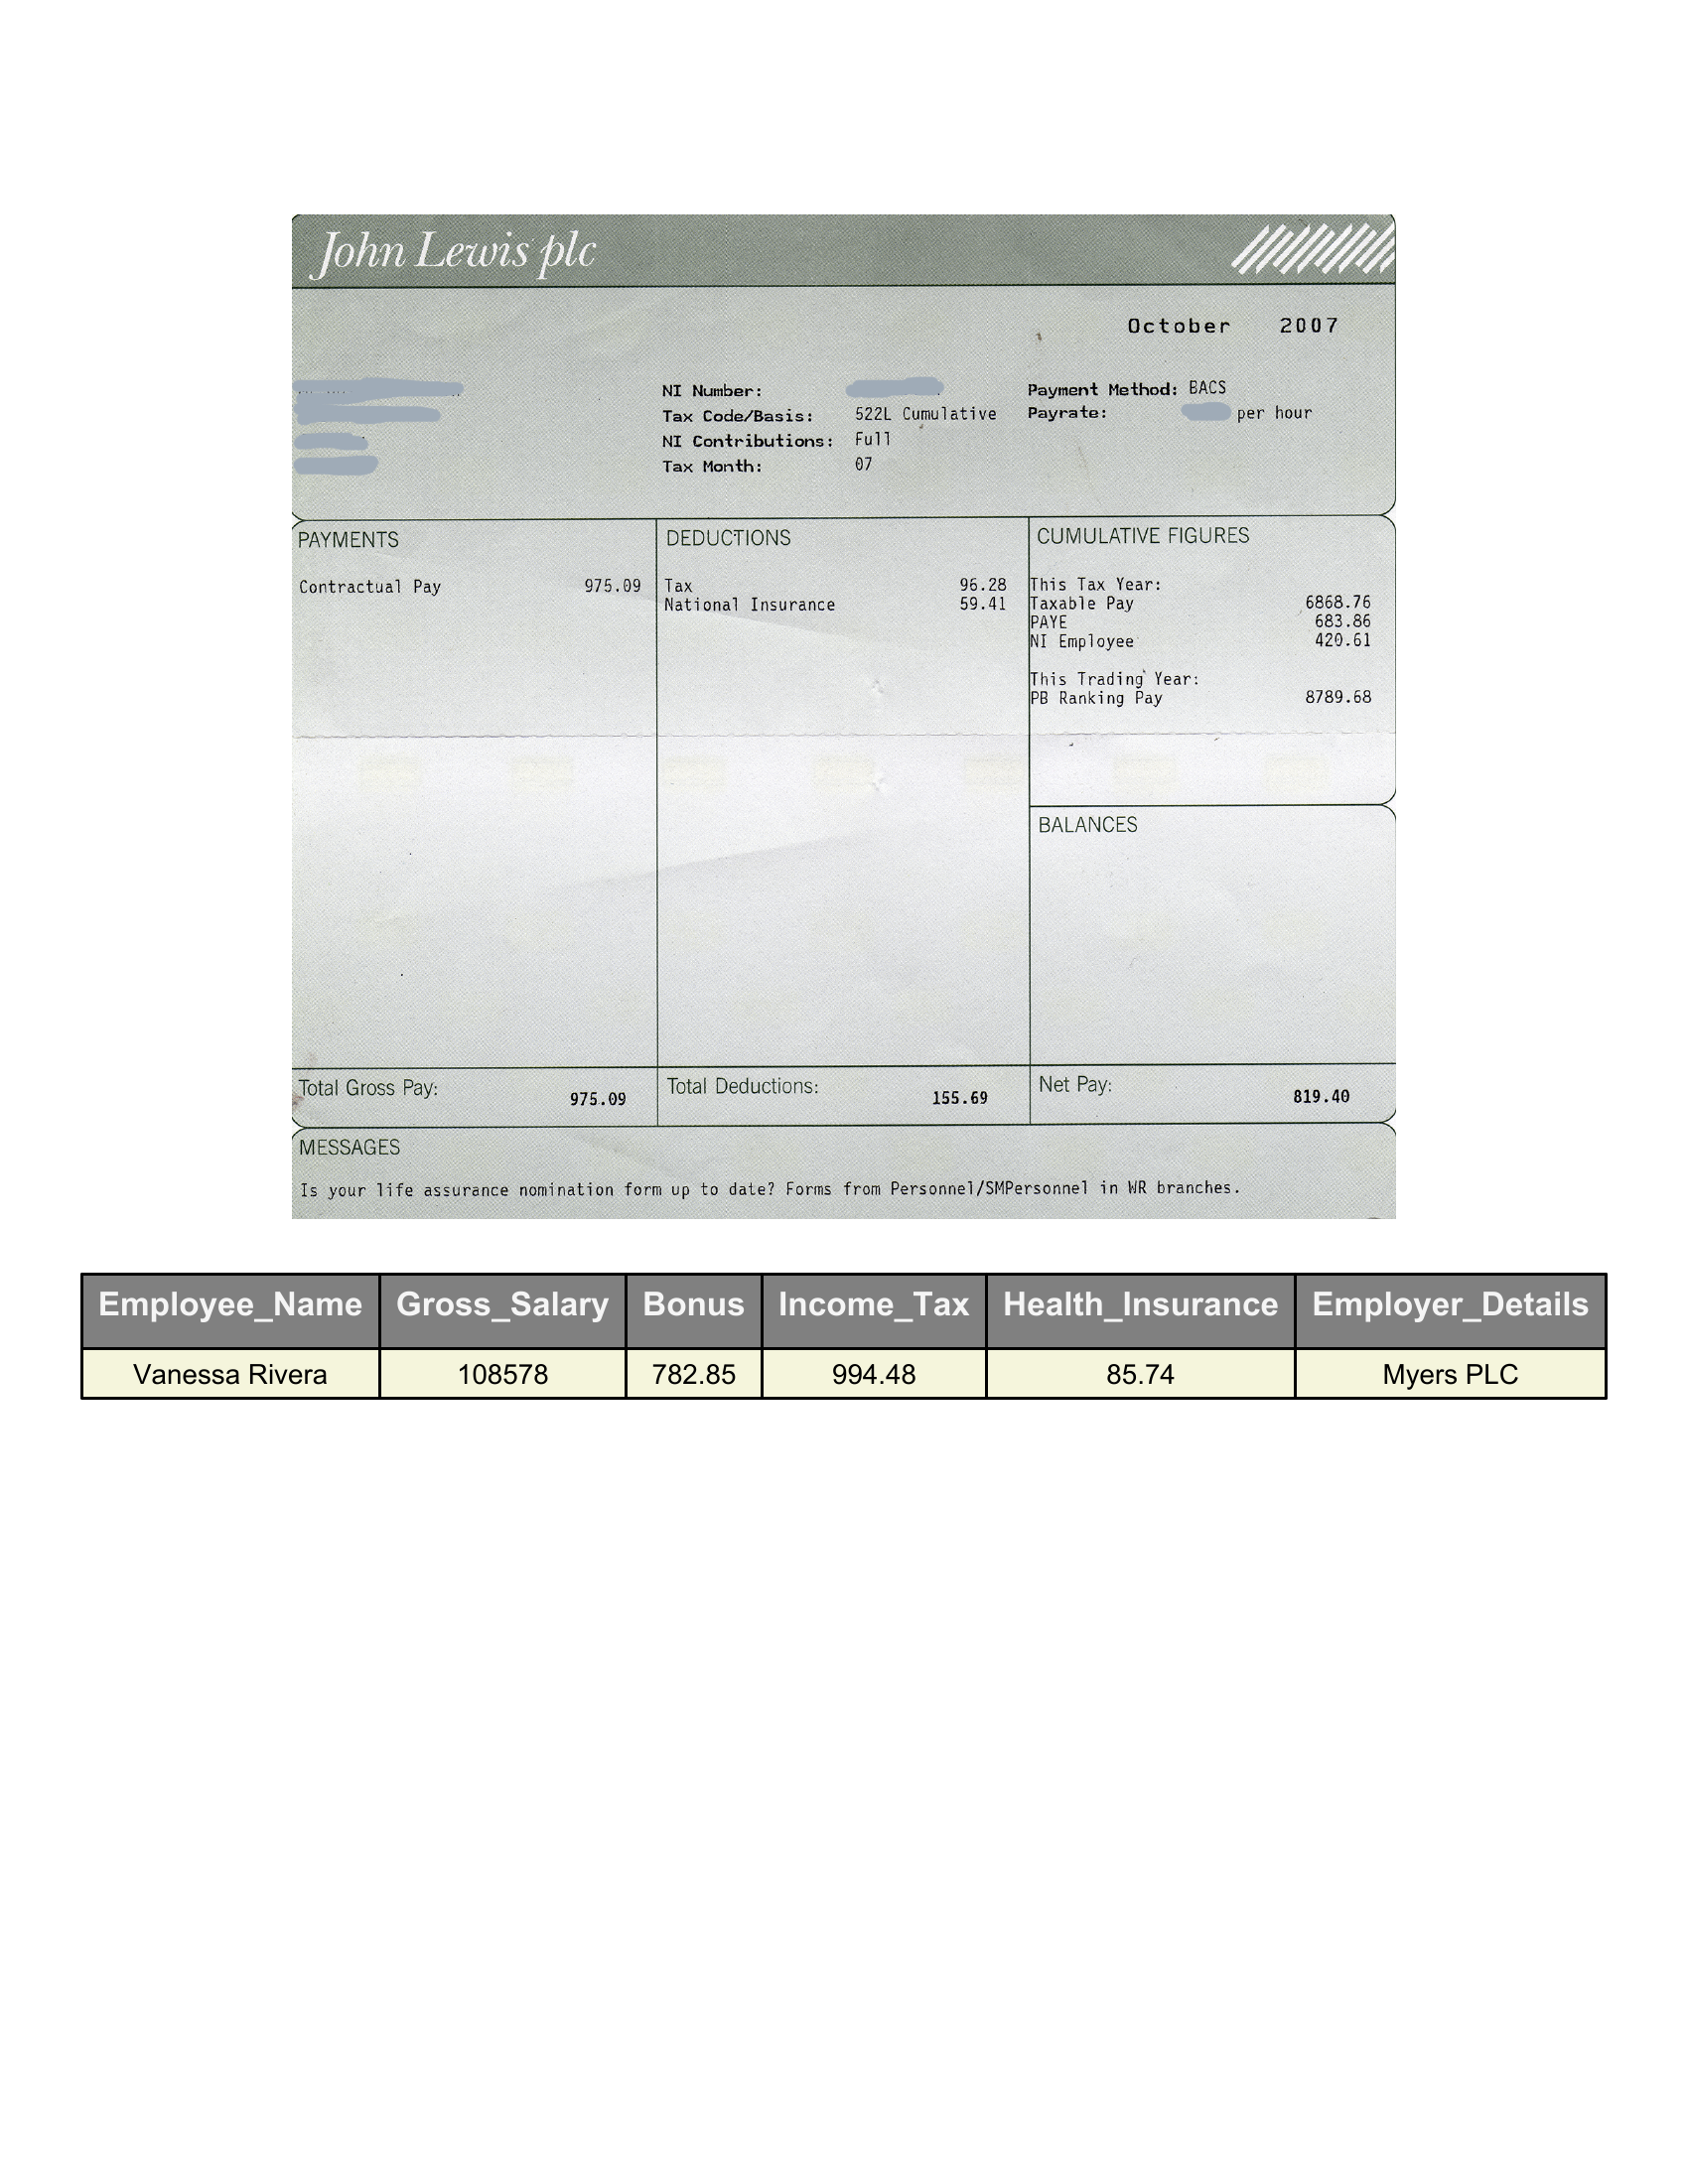 John Lewis plc
October 2007
NI Number:
Payment Method: BACS
Tax Code/Basis: 522L Cumulative
Payrate: per hour
NI Contributions: Full
Tax Month: 07
PAYMENTS
Contractual Pay 975.09
DEDUCTIONS
Tax 96.28
National Insurance 59.41
CUMULATIVE FIGURES
This Tax Year:
Taxable Pay 6868.76
PAYE 683.86
NI Employee 420.61
This Trading Year:
PB Ranking Pay 8789.68
BALANCES
Total Gross Pay: 975.09
Total Deductions: 155.69
Net Pay: 819.40
MESSAGES
Is your life assurance nomination form up to date? Forms from Personnel/SMPersonnel in WR branches.
Employee_Name Gross_Salary Bonus Income_Tax Health_Insurance Employer_Details
Vanessa Rivera 108578 782.85 994.48 85.74 Myers PLC